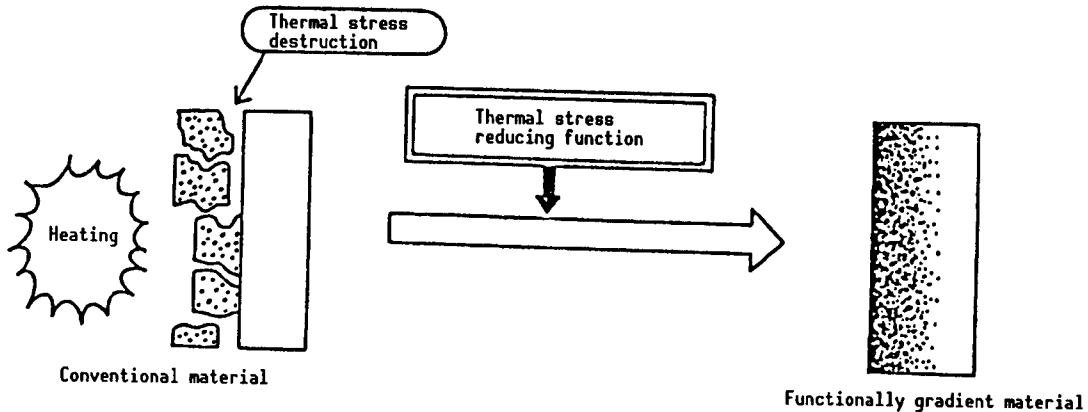 Thermal stress
destruction
Thermal stress
reducing function
Heating
Conventional material
Functionally gradient material